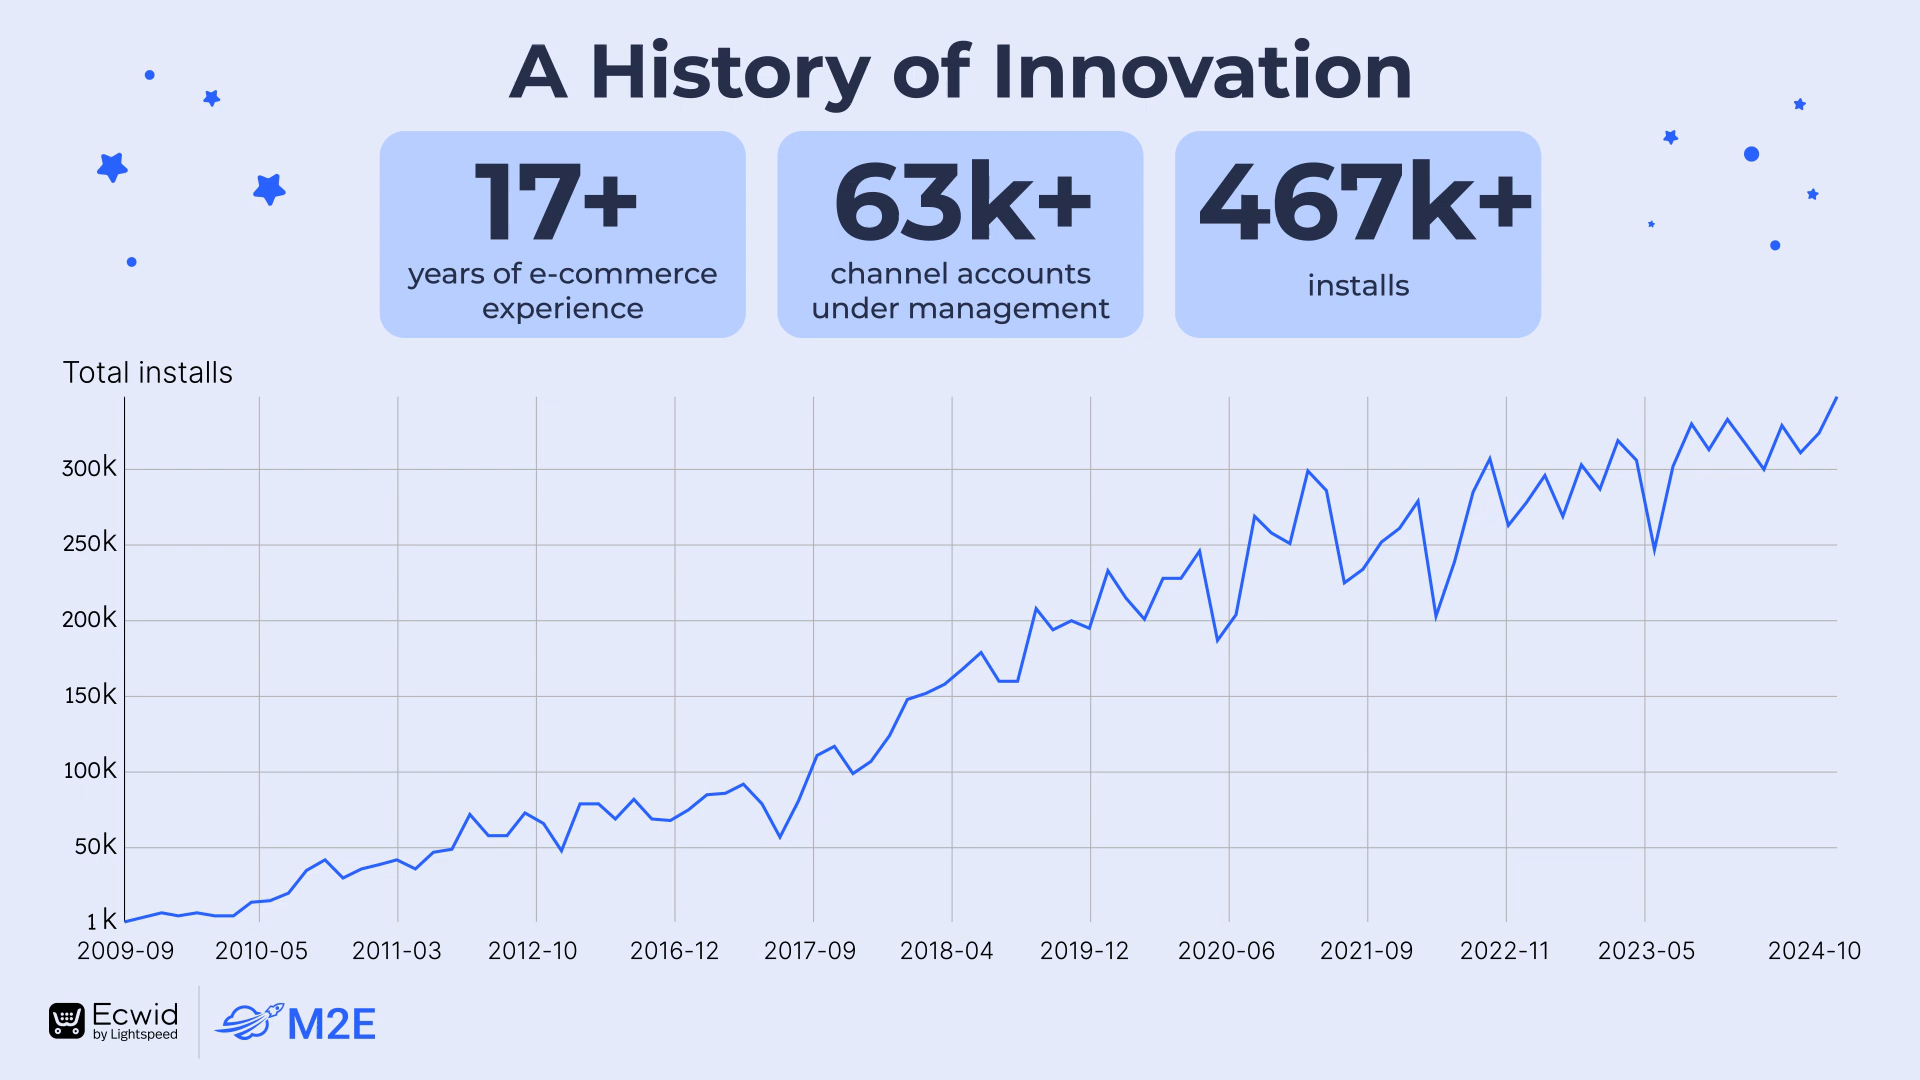 A History of Innovation
17+
years of e-commerce
experience
63k+
channel accounts
under management
467k+
installs
Total installs
300K
250K
200K
150K
100K
50K
1K
2009-09 2010-05 2011-03 2012-10 2016-12 2017-09 2018-04 2019-12 2020-06 2021-09 2022-11 2023-05 2024-10
Ecwid
by Lightspeed
M2E